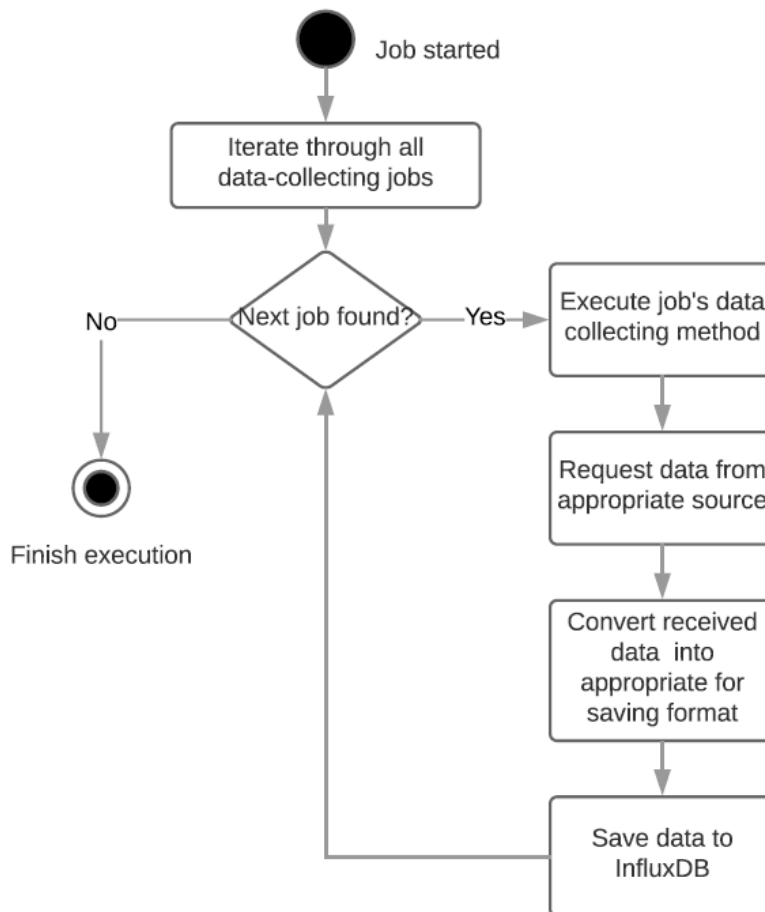 Job started
Iterate through all
data-collecting jobs
Next job found?
No
Yes
Execute job's data
collecting method
Request data from
appropriate source
Finish execution
Convert received
data into
appropriate for
saving format
Save data to
InfluxDB